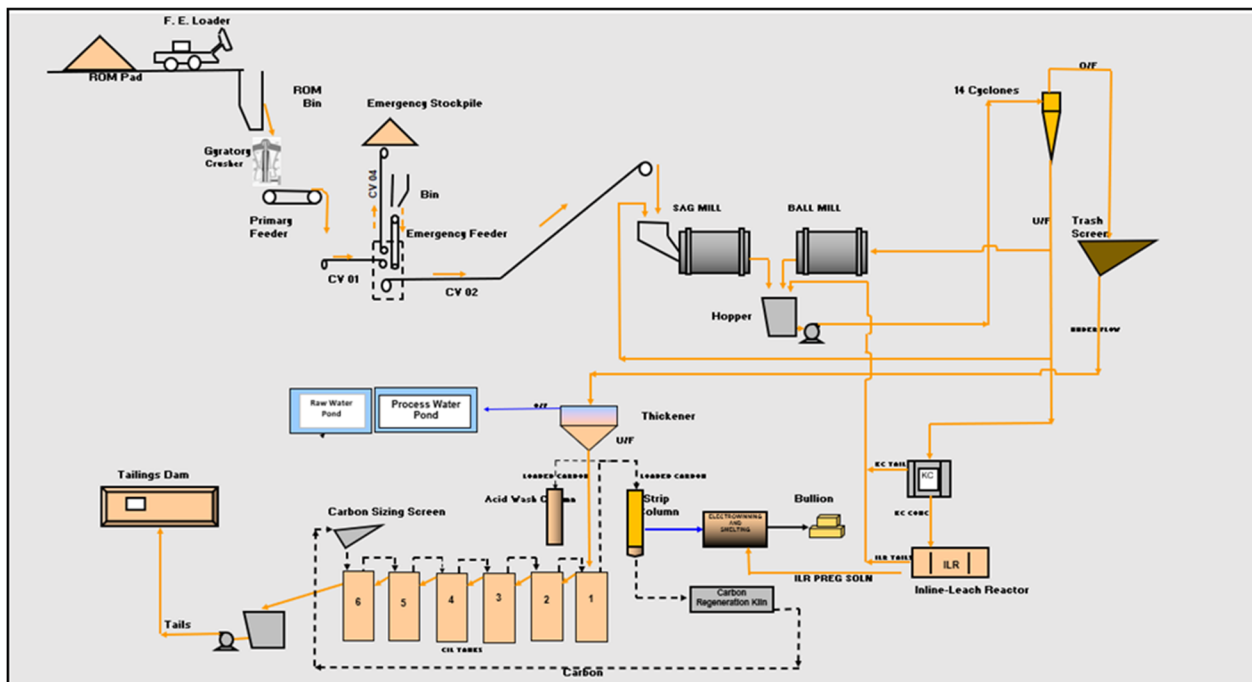 F. E. Loader
ROM Pad
ROM
Bin
Gyratory
Crusher
Primary
Feeder
CV 01
Emergency Stockpile
CV 04
Bin
Emergency Feeder
CV 02
SAG MILL
BALL MILL
Hopper
14 Cyclones
O/F
U/F
Trash
Screen
UNDER FLOW
Raw Water
Pond
Process Water
Pond
O/F
Thickener
U/F
LOADED CARBON
LOADED CARBON
Tailings Dam
Carbon Sizing Screen
Strip
Column
ELECTROWINNING
AND
SMELTING
Bullion
KC TAIL
KC
KC CONC
ILR TAILS
ILR
ILR PREG SOLN
Inline-Leach Reactor
6
5
4
3
2
1
Carbon
Regeneration Kiln
Tails
CIL TANKS
Carbon